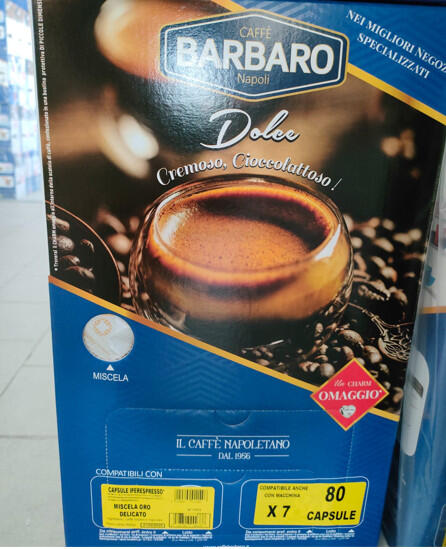 NEI MIGLIORI NEGOZ
SPECIALIZZATI
CAFFÈ
BARBARO
Napoli
Dolce
Cremoso, Cioccolattoso!
MISCELA
Un CHARM
OMAGGIO*
IL CAFFÈ NAPOLETANO
DAL 1956
COMPATIBILI CON
CAPSULE IPERESPRESSO*
MISCELA ORO
DELICATO
COMPATIBILE ANCHE
CON MACCHINA
X 7
80
CAPSULE